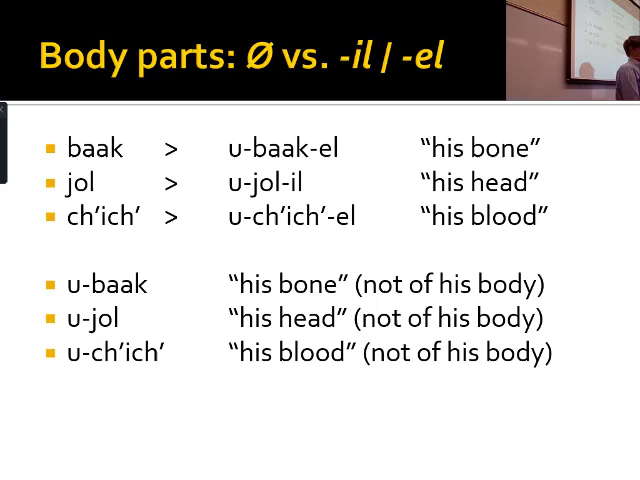 Body parts: Ø vs. -il / -el
baak > u-baak-el “his bone”
jol > u-jol-il “his head”
ch’ich’ > u-ch’ich’-el “his blood”
u-baak “his bone” (not of his body)
u-jol “his head” (not of his body)
u-ch’ich’ “his blood” (not of his body)